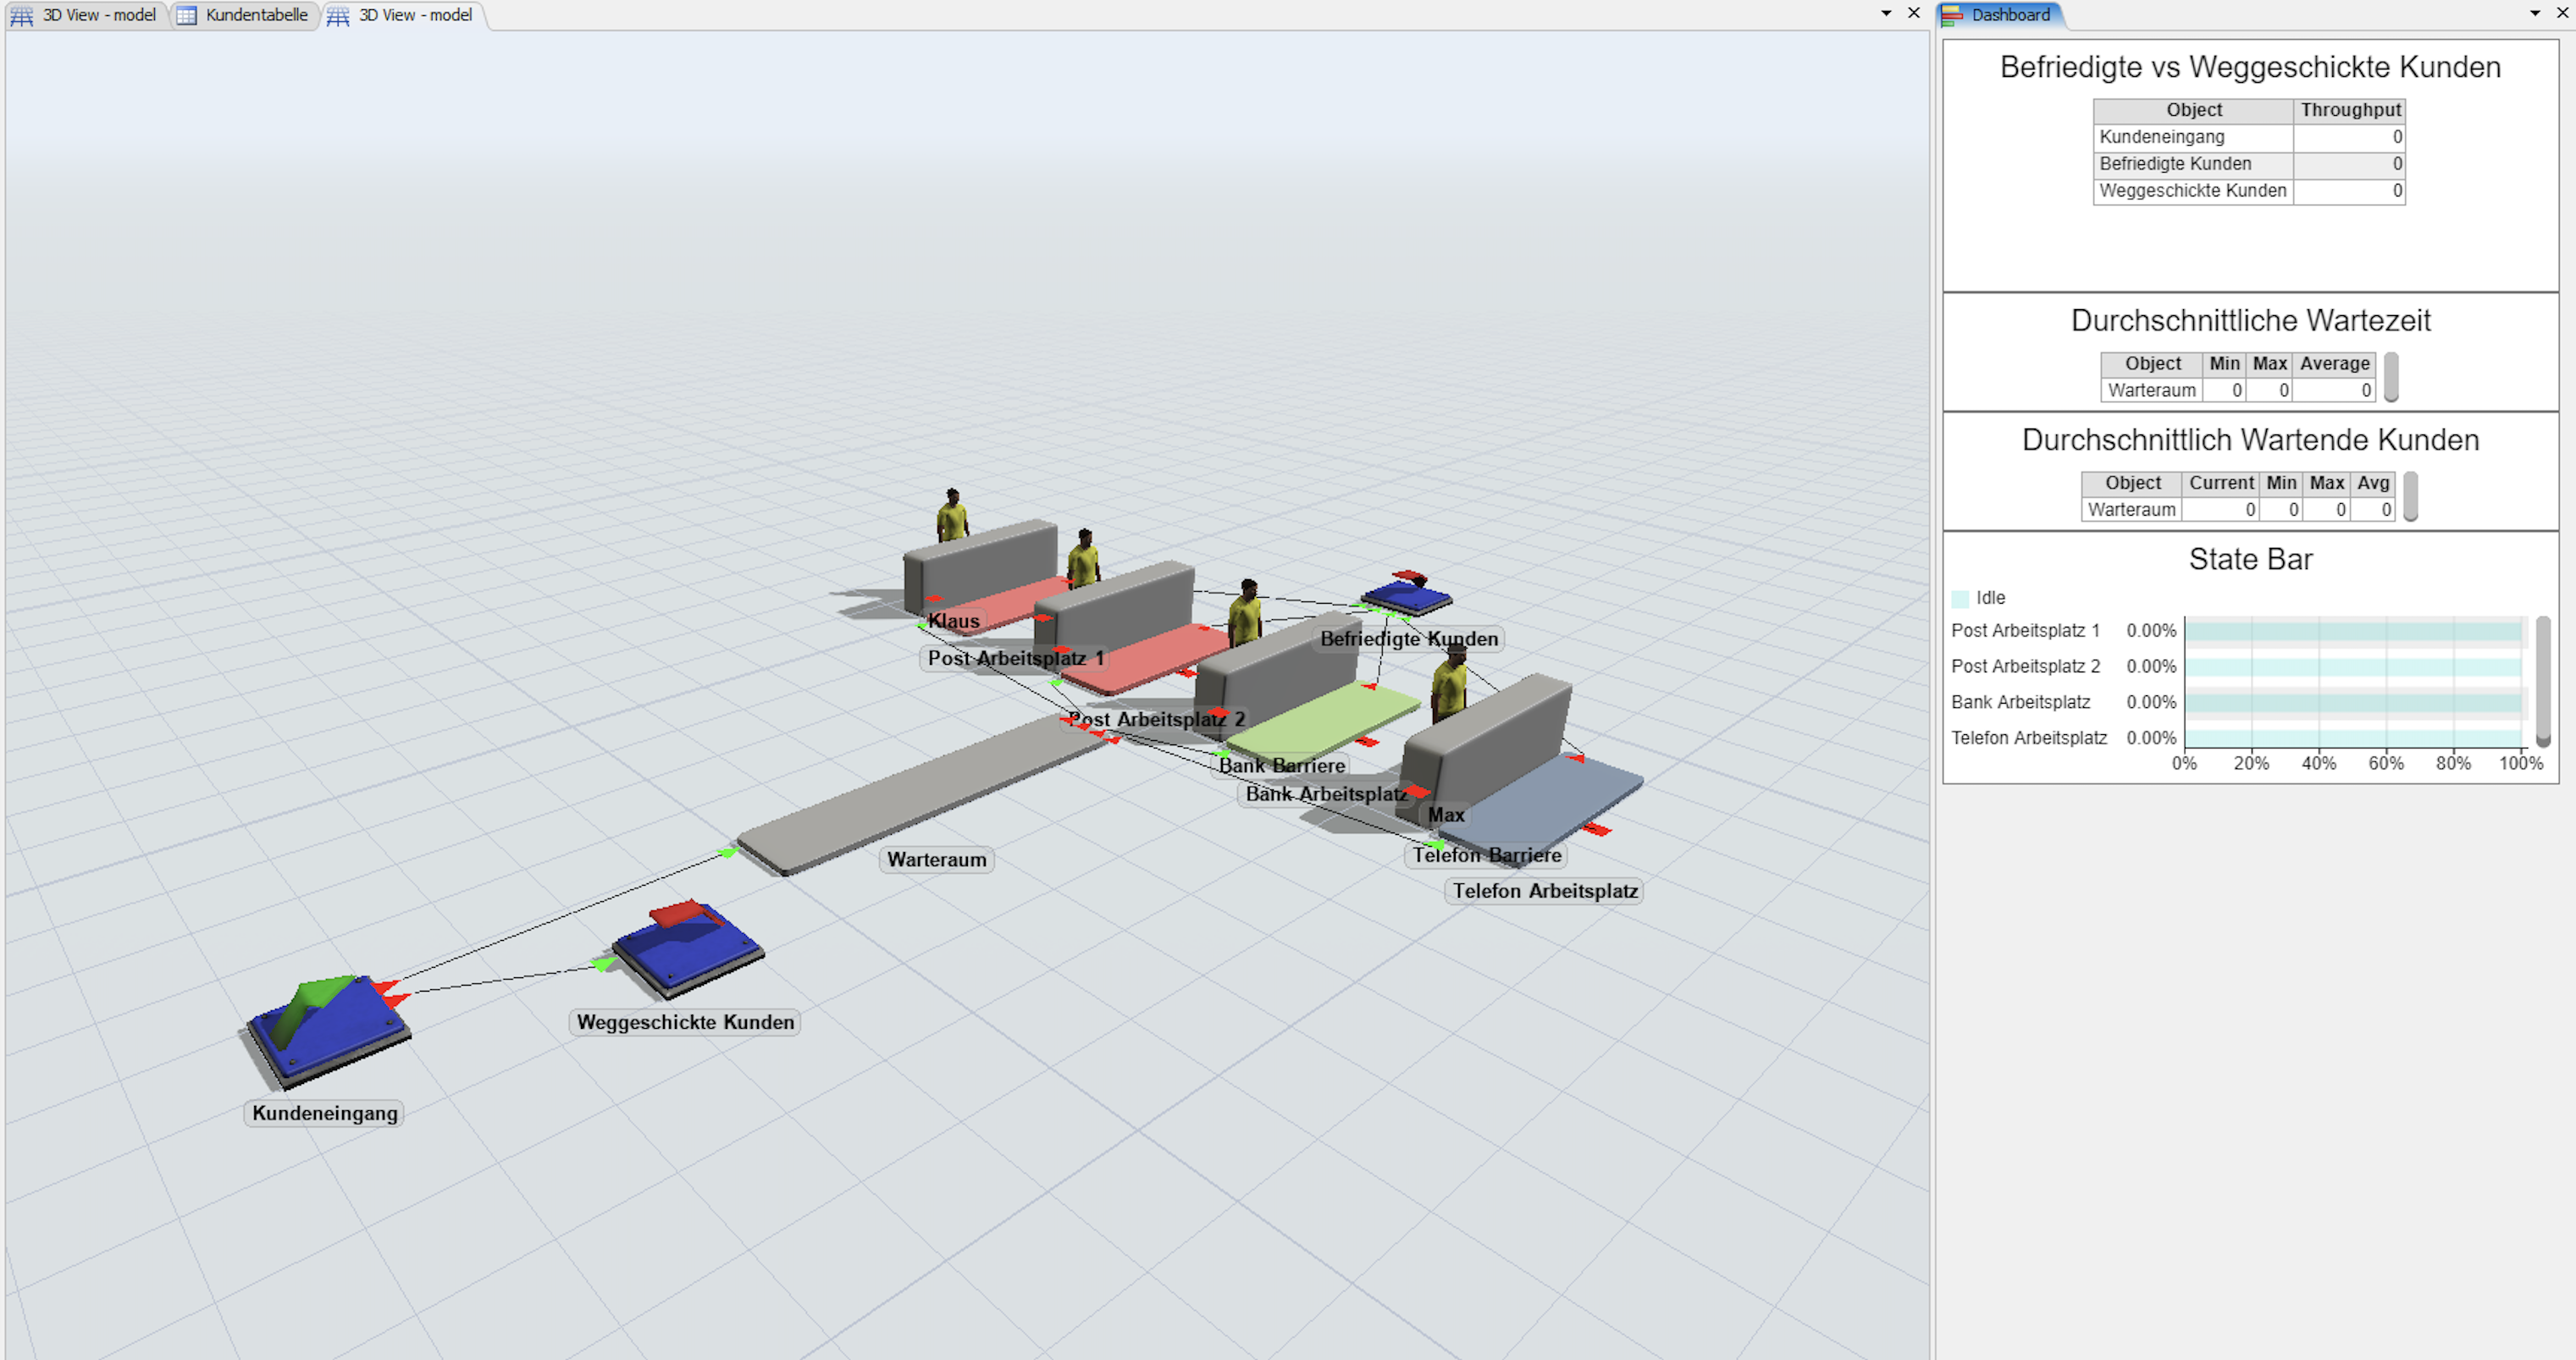 3D View - model
Kundentabelle
3D View - model
Klaus
Post Arbeitsplatz 1
Post Arbeitsplatz 2
Befriedigte Kunden
Bank Barriere
Bank Arbeitsplatz
Max
Telefon Barriere
Telefon Arbeitsplatz
Warteraum
Weggeschickte Kunden
Kundeneingang
Dashboard
Befriedigte vs Weggeschickte Kunden
Object Throughput
Kundeneingang 0
Befriedigte Kunden 0
Weggeschickte Kunden 0
Durchschnittliche Wartezeit
Object Min Max Average
Warteraum 0 0 0
Durchschnittlich Wartende Kunden
Object Current Min Max Avg
Warteraum 0 0 0 0
State Bar
Idle
Post Arbeitsplatz 1 0.00%
Post Arbeitsplatz 2 0.00%
Bank Arbeitsplatz 0.00%
Telefon Arbeitsplatz 0.00%
0% 20% 40% 60% 80% 100%